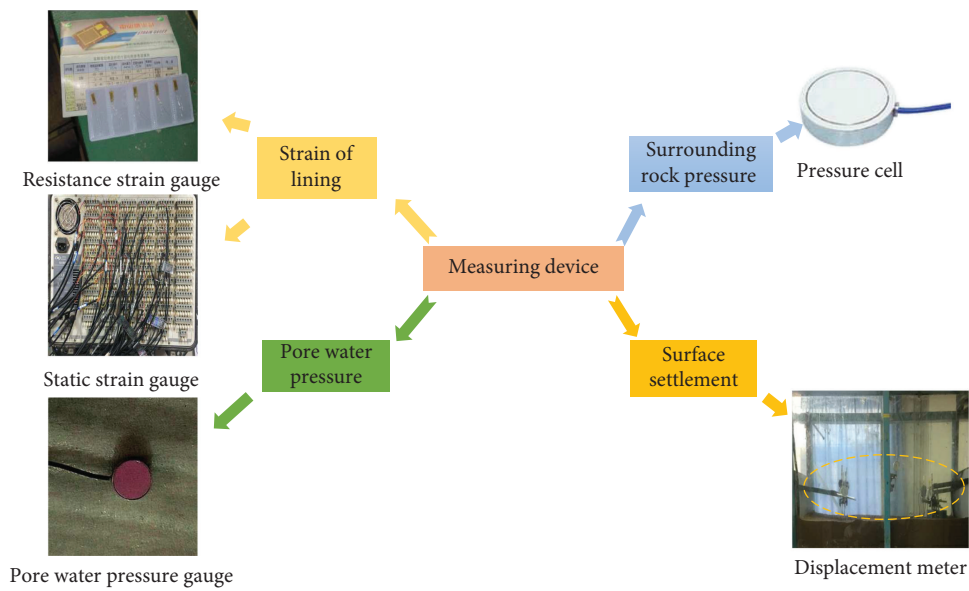 Resistance strain gauge
Static strain gauge
Pore water pressure gauge
Strain of
lining
Pore water
pressure
Measuring device
Surrounding
rock pressure
Surface
settlement
Pressure cell
Displacement meter